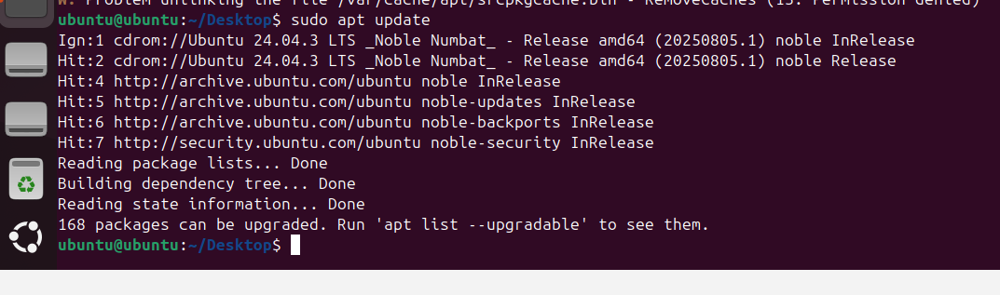 W: Problem unlinking the file /var/cache/apt/srcpkgcache.bin - RemoveCaches (13: Permission denied)
ubuntu@ubuntu:~/Desktop$ sudo apt update
Ign:1 cdrom://Ubuntu 24.04.3 LTS _Noble Numbat_ - Release amd64 (20250805.1) noble InRelease
Hit:2 cdrom://Ubuntu 24.04.3 LTS _Noble Numbat_ - Release amd64 (20250805.1) noble Release
Hit:4 http://archive.ubuntu.com/ubuntu noble InRelease
Hit:5 http://archive.ubuntu.com/ubuntu noble-updates InRelease
Hit:6 http://archive.ubuntu.com/ubuntu noble-backports InRelease
Hit:7 http://security.ubuntu.com/ubuntu noble-security InRelease
Reading package lists... Done
Building dependency tree... Done
Reading state information... Done
168 packages can be upgraded. Run 'apt list --upgradable' to see them.
ubuntu@ubuntu:~/Desktop$